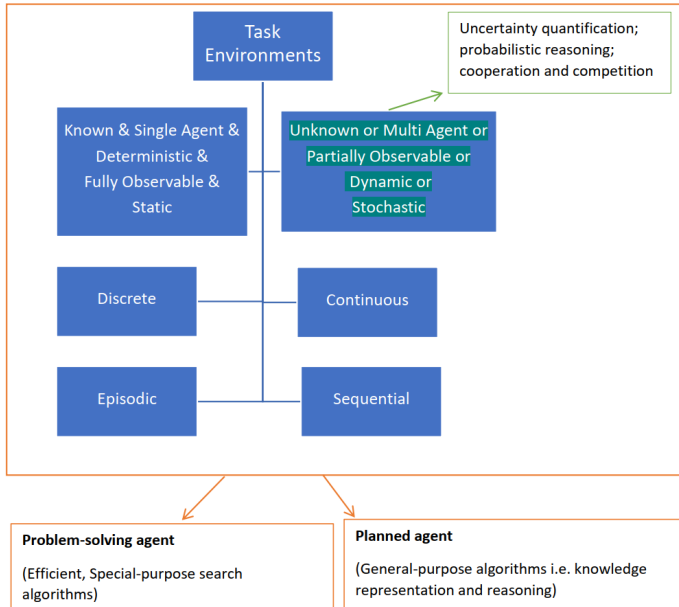 Task
Environments
Uncertainty quantification;
probabilistic reasoning;
cooperation and competition
Known & Single Agent &
Deterministic &
Fully Observable &
Static
Unknown or Multi Agent or
Partially Observable or
Dynamic or
Stochastic
Discrete
Continuous
Episodic
Sequential
Problem-solving agent
(Efficient, Special-purpose search
algorithms)
Planned agent
(General-purpose algorithms i.e. knowledge
representation and reasoning)